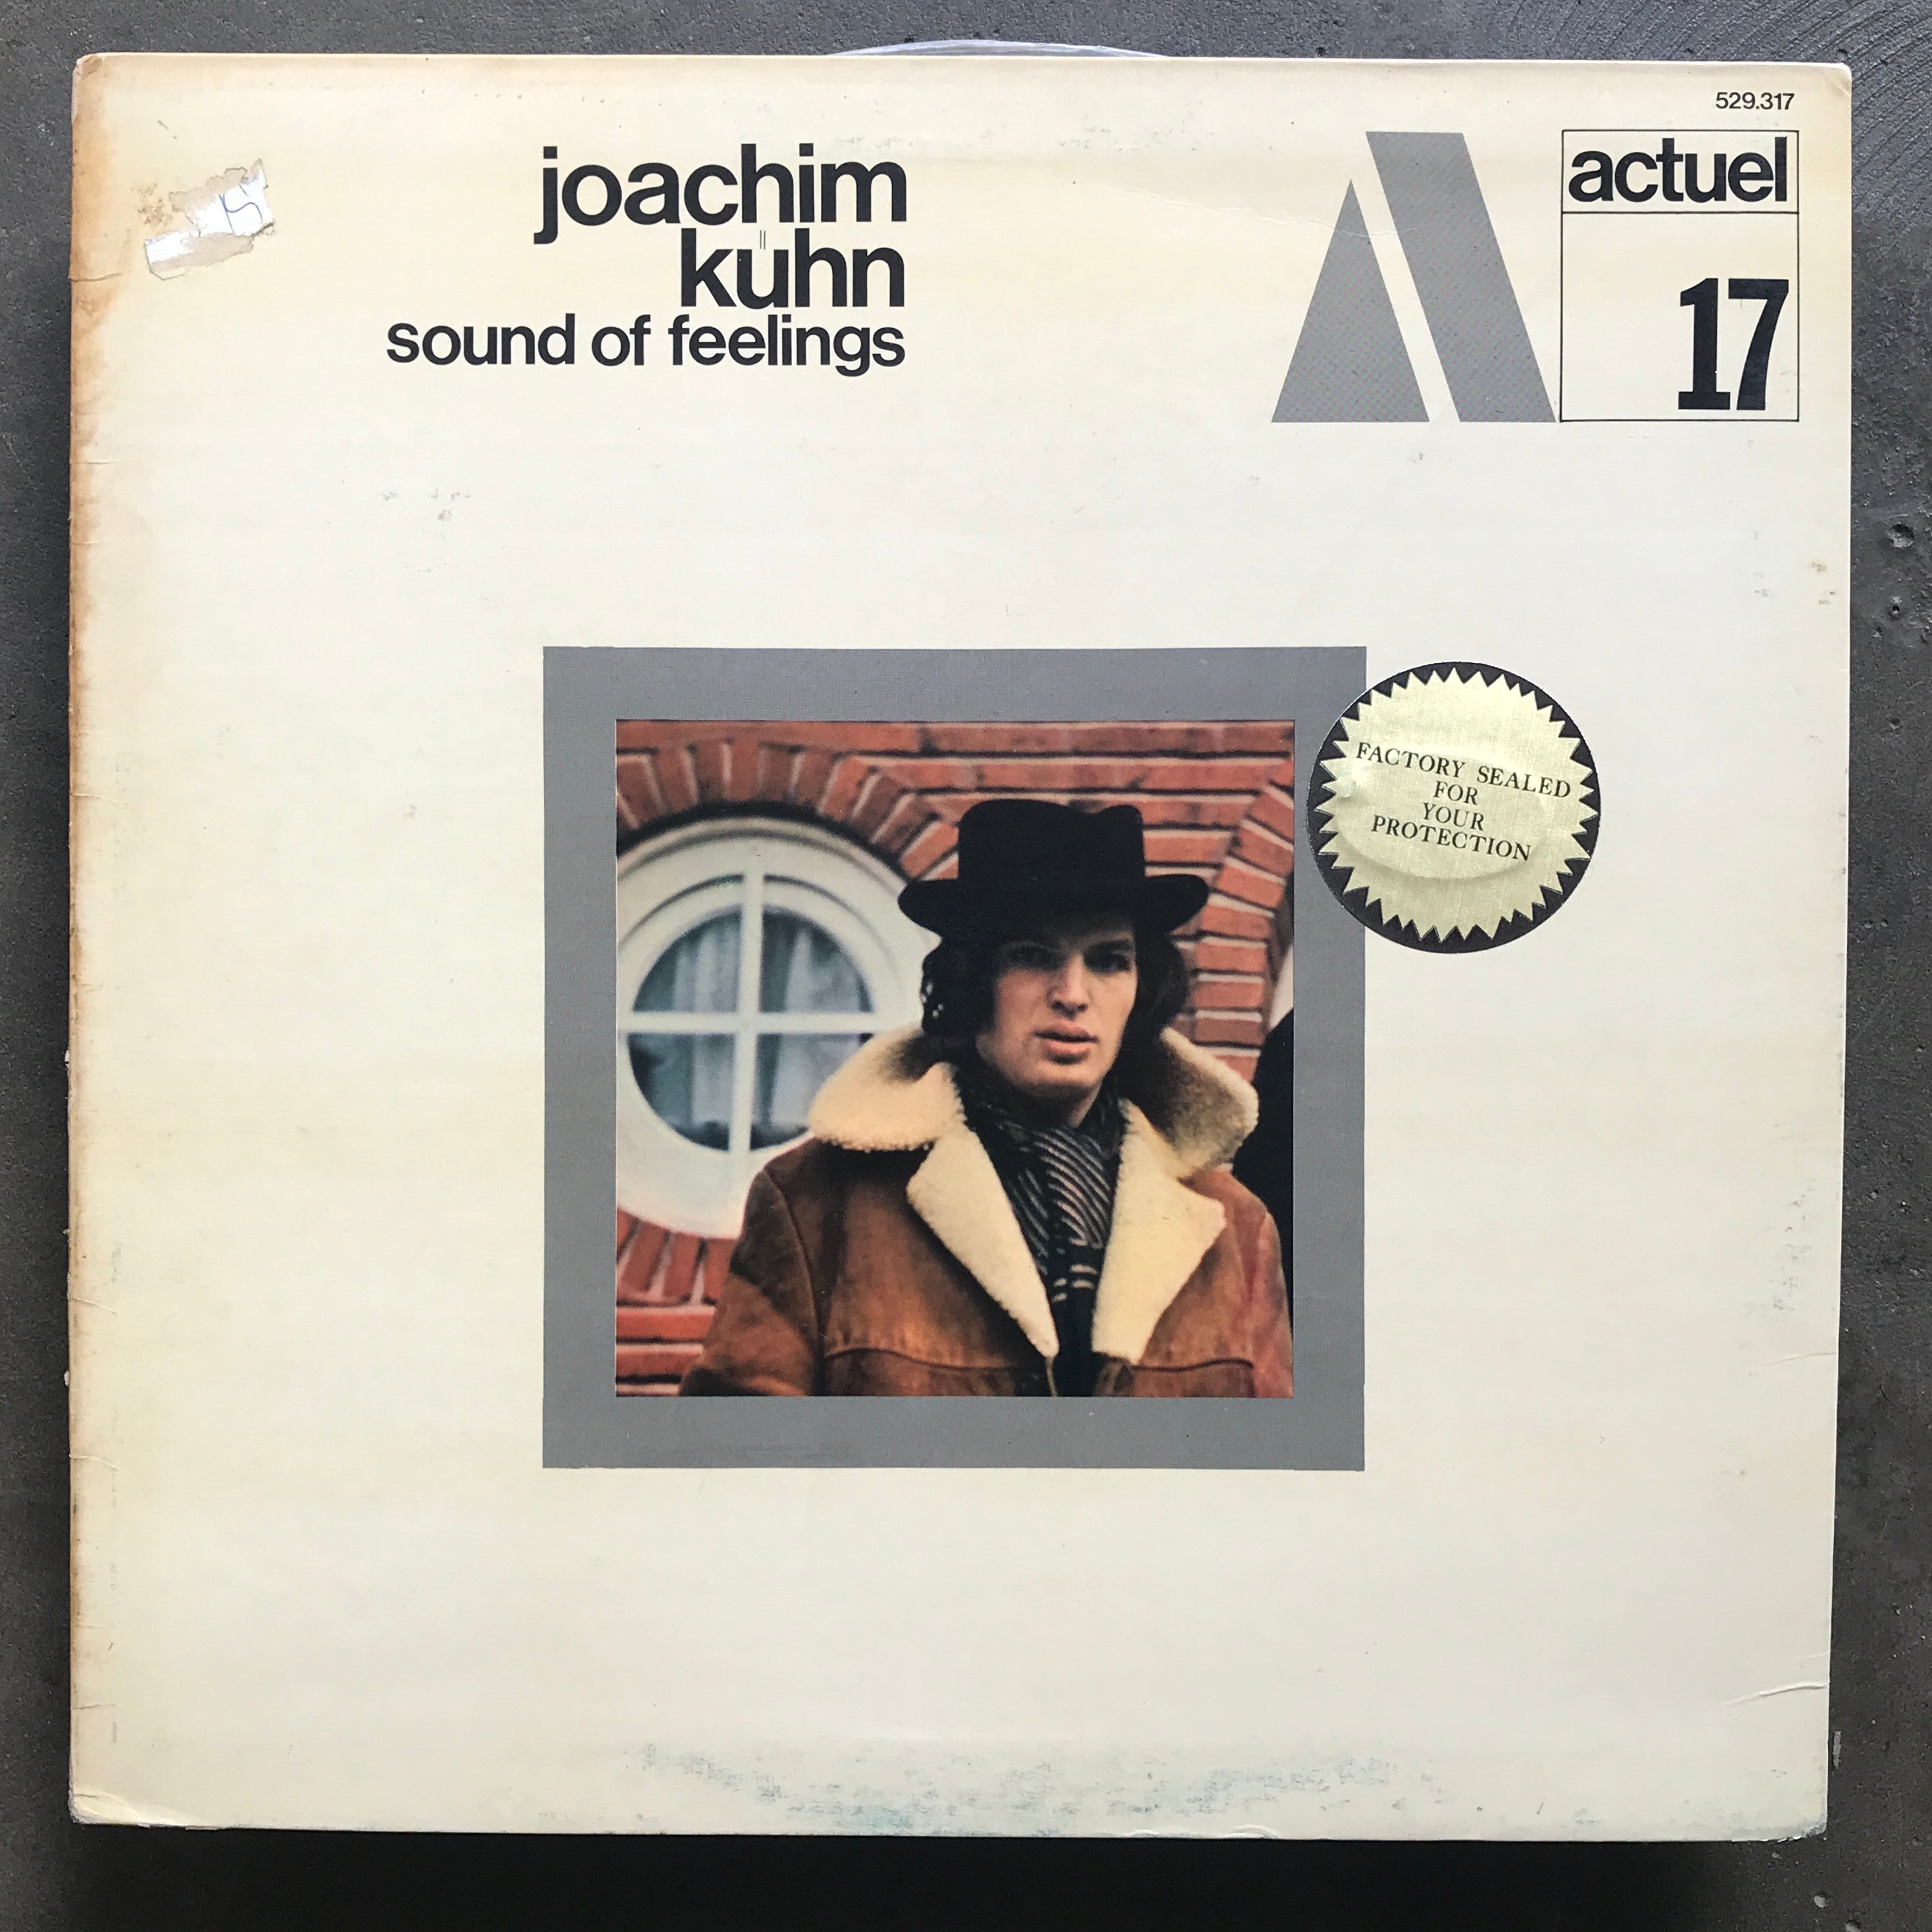 529.317
joachim
kühn
sound of feelings
actuel
17
FACTORY SEALED
FOR
YOUR
PROTECTION